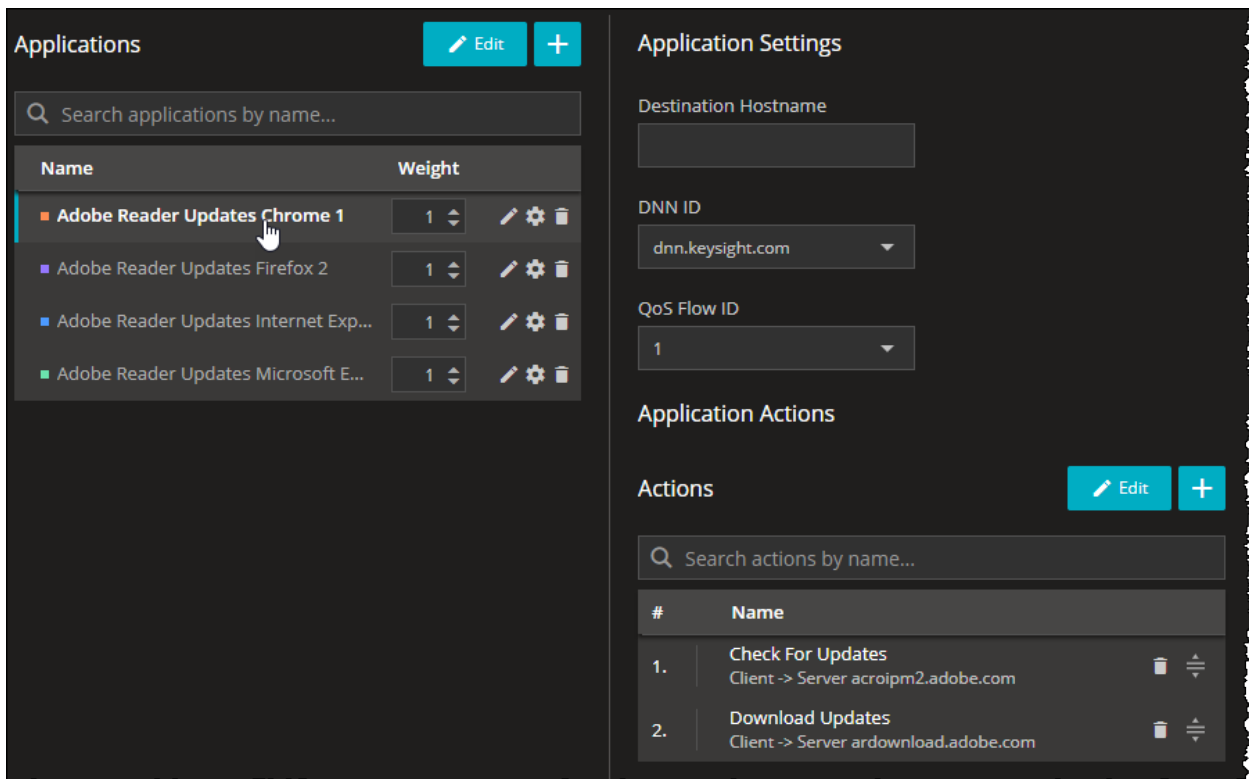 Applications
Edit
Search applications by name...
Name Weight
Adobe Reader Updates Chrome 1 1
Adobe Reader Updates Firefox 2 1
Adobe Reader Updates Internet Exp... 1
Adobe Reader Updates Microsoft E... 1
Application Settings
Destination Hostname
DNN ID
dnn.keysight.com
QoS Flow ID
1
Application Actions
Actions
Edit
Search actions by name...
# Name
1. Check For Updates
Client -> Server acroipm2.adobe.com
2. Download Updates
Client -> Server ardownload.adobe.com